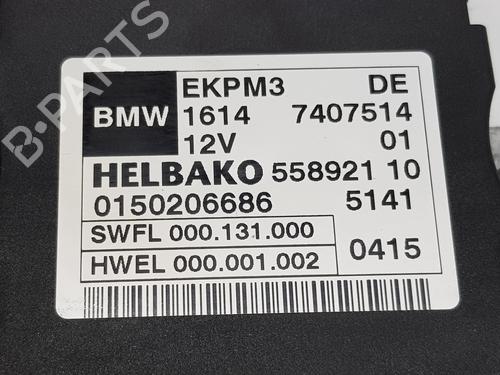 B-PARTS
EKPM3 DE
BMW 1614 7407514
12V 01
HELBAKO 558921 10
0150206686 5141
SWFL 000.131.000
HWEL 000.001.002 0415
B-PARTS